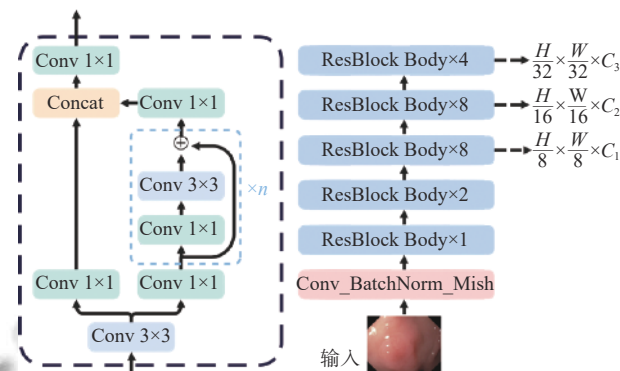 Conv 1×1
Concat
Conv 1×1
Conv 3×3
×n
Conv 1×1
Conv 1×1
Conv 1×1
Conv 3×3
ResBlock Body×4
H/32 × W/32 × C₃
ResBlock Body×8
H/16 × W/16 × C₂
ResBlock Body×8
H/8 × W/8 × C₁
ResBlock Body×2
ResBlock Body×1
Conv_BatchNorm_Mish
输入